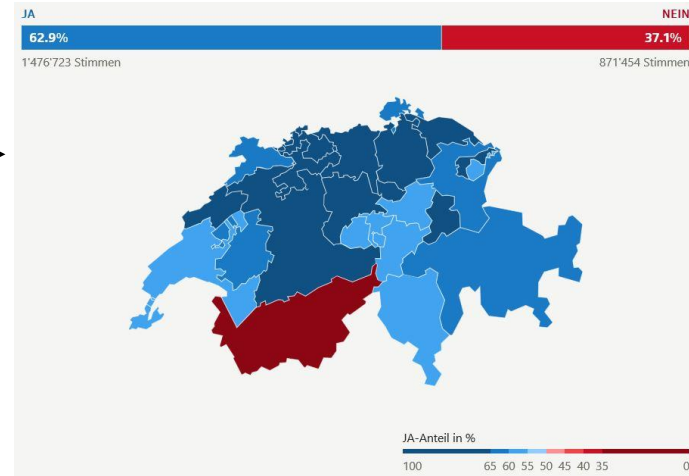 JA NEIN
62.9% 37.1%
1'476'723 Stimmen 871'454 Stimmen
JA-Anteil in %
100 65 60 55 50 45 40 35 0